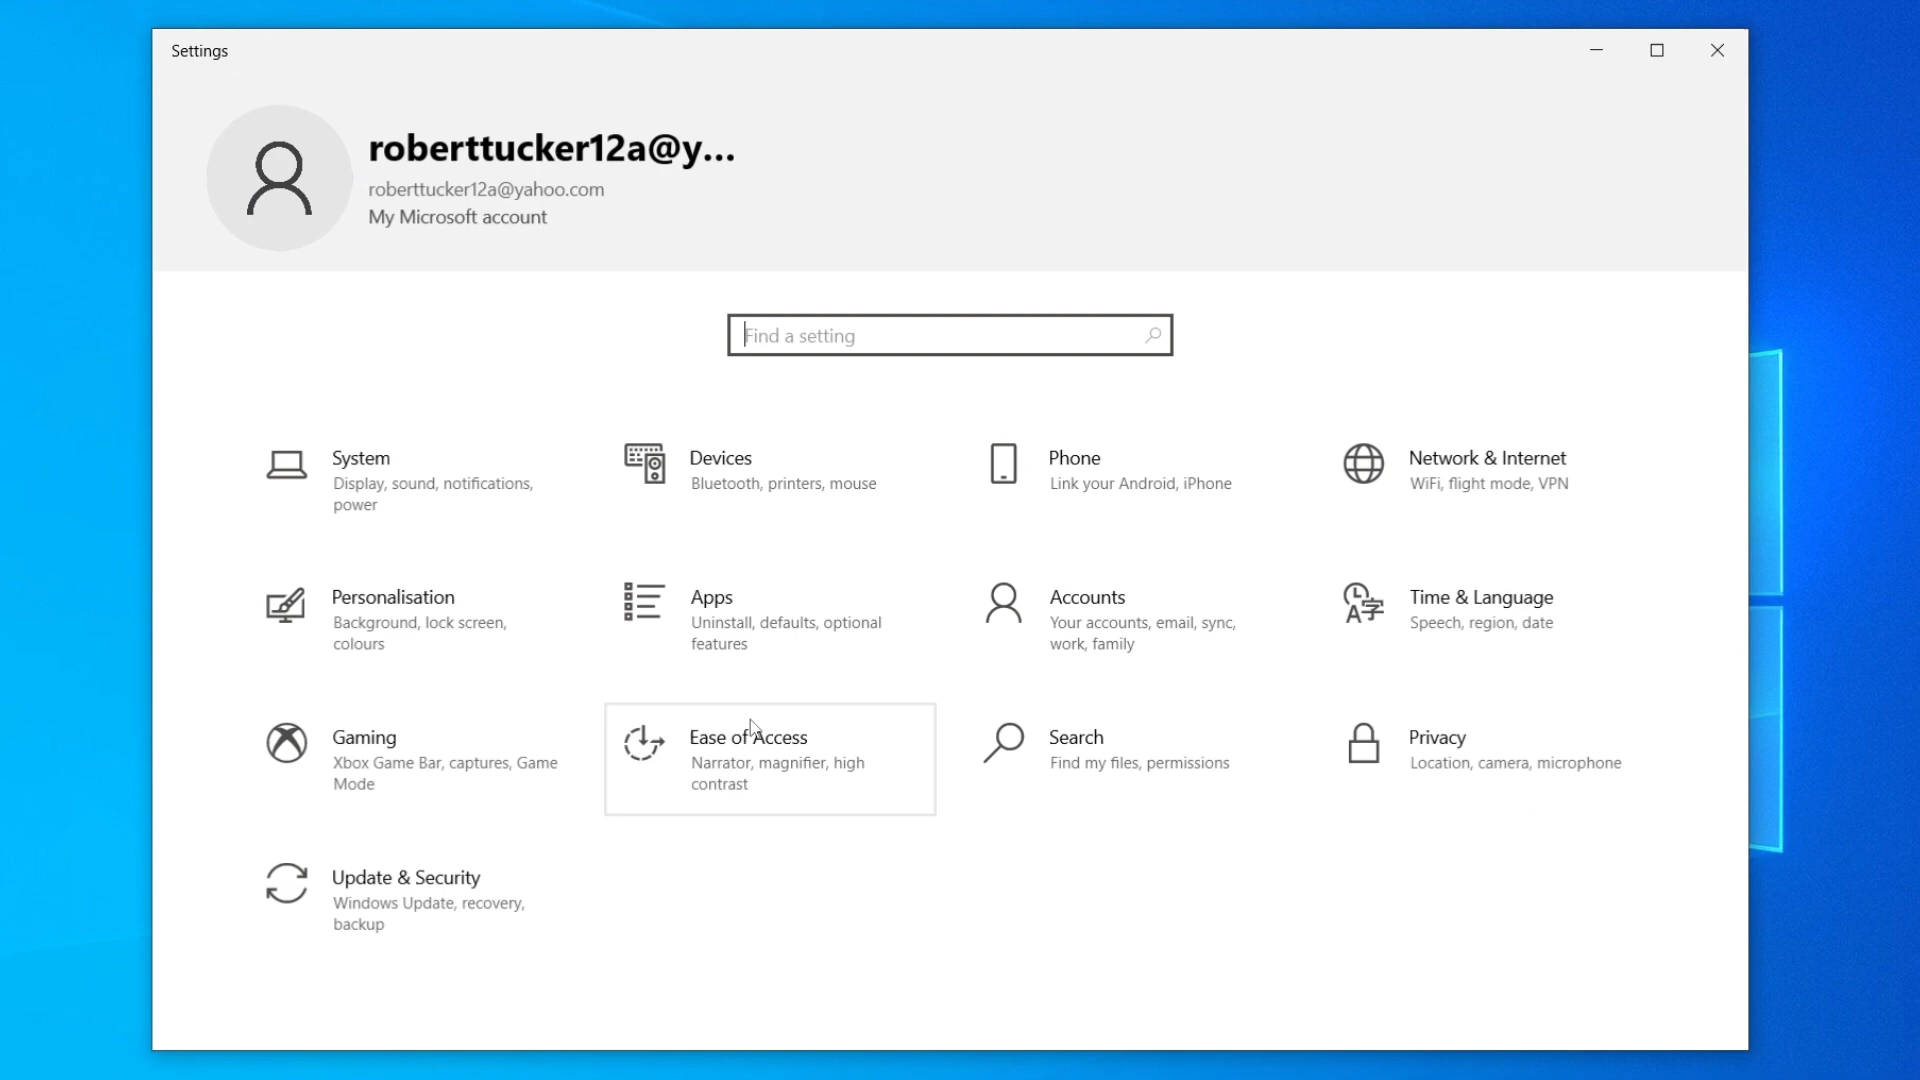 Settings
roberttucker12a@y...
roberttucker12a@yahoo.com
My Microsoft account
Find a setting
System
Display, sound, notifications,
power
Devices
Bluetooth, printers, mouse
Phone
Link your Android, iPhone
Network & Internet
WiFi, flight mode, VPN
Personalisation
Background, lock screen,
colours
Apps
Uninstall, defaults, optional
features
Accounts
Your accounts, email, sync,
work, family
Time & Language
Speech, region, date
Gaming
Xbox Game Bar, captures, Game
Mode
Ease of Access
Narrator, magnifier, high
contrast
Search
Find my files, permissions
Privacy
Location, camera, microphone
Update & Security
Windows Update, recovery,
backup